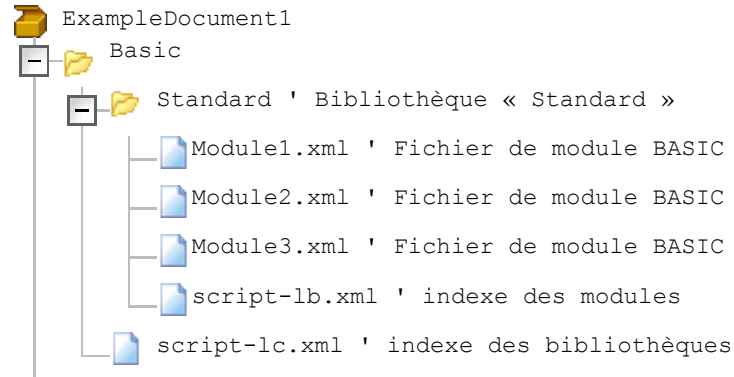 ExampleDocument1
Basic
Standard ' Bibliothèque « Standard »
Module1.xml ' Fichier de module BASIC
Module2.xml ' Fichier de module BASIC
Module3.xml ' Fichier de module BASIC
script-lb.xml ' indexe des modules
script-lc.xml ' indexe des bibliothèques